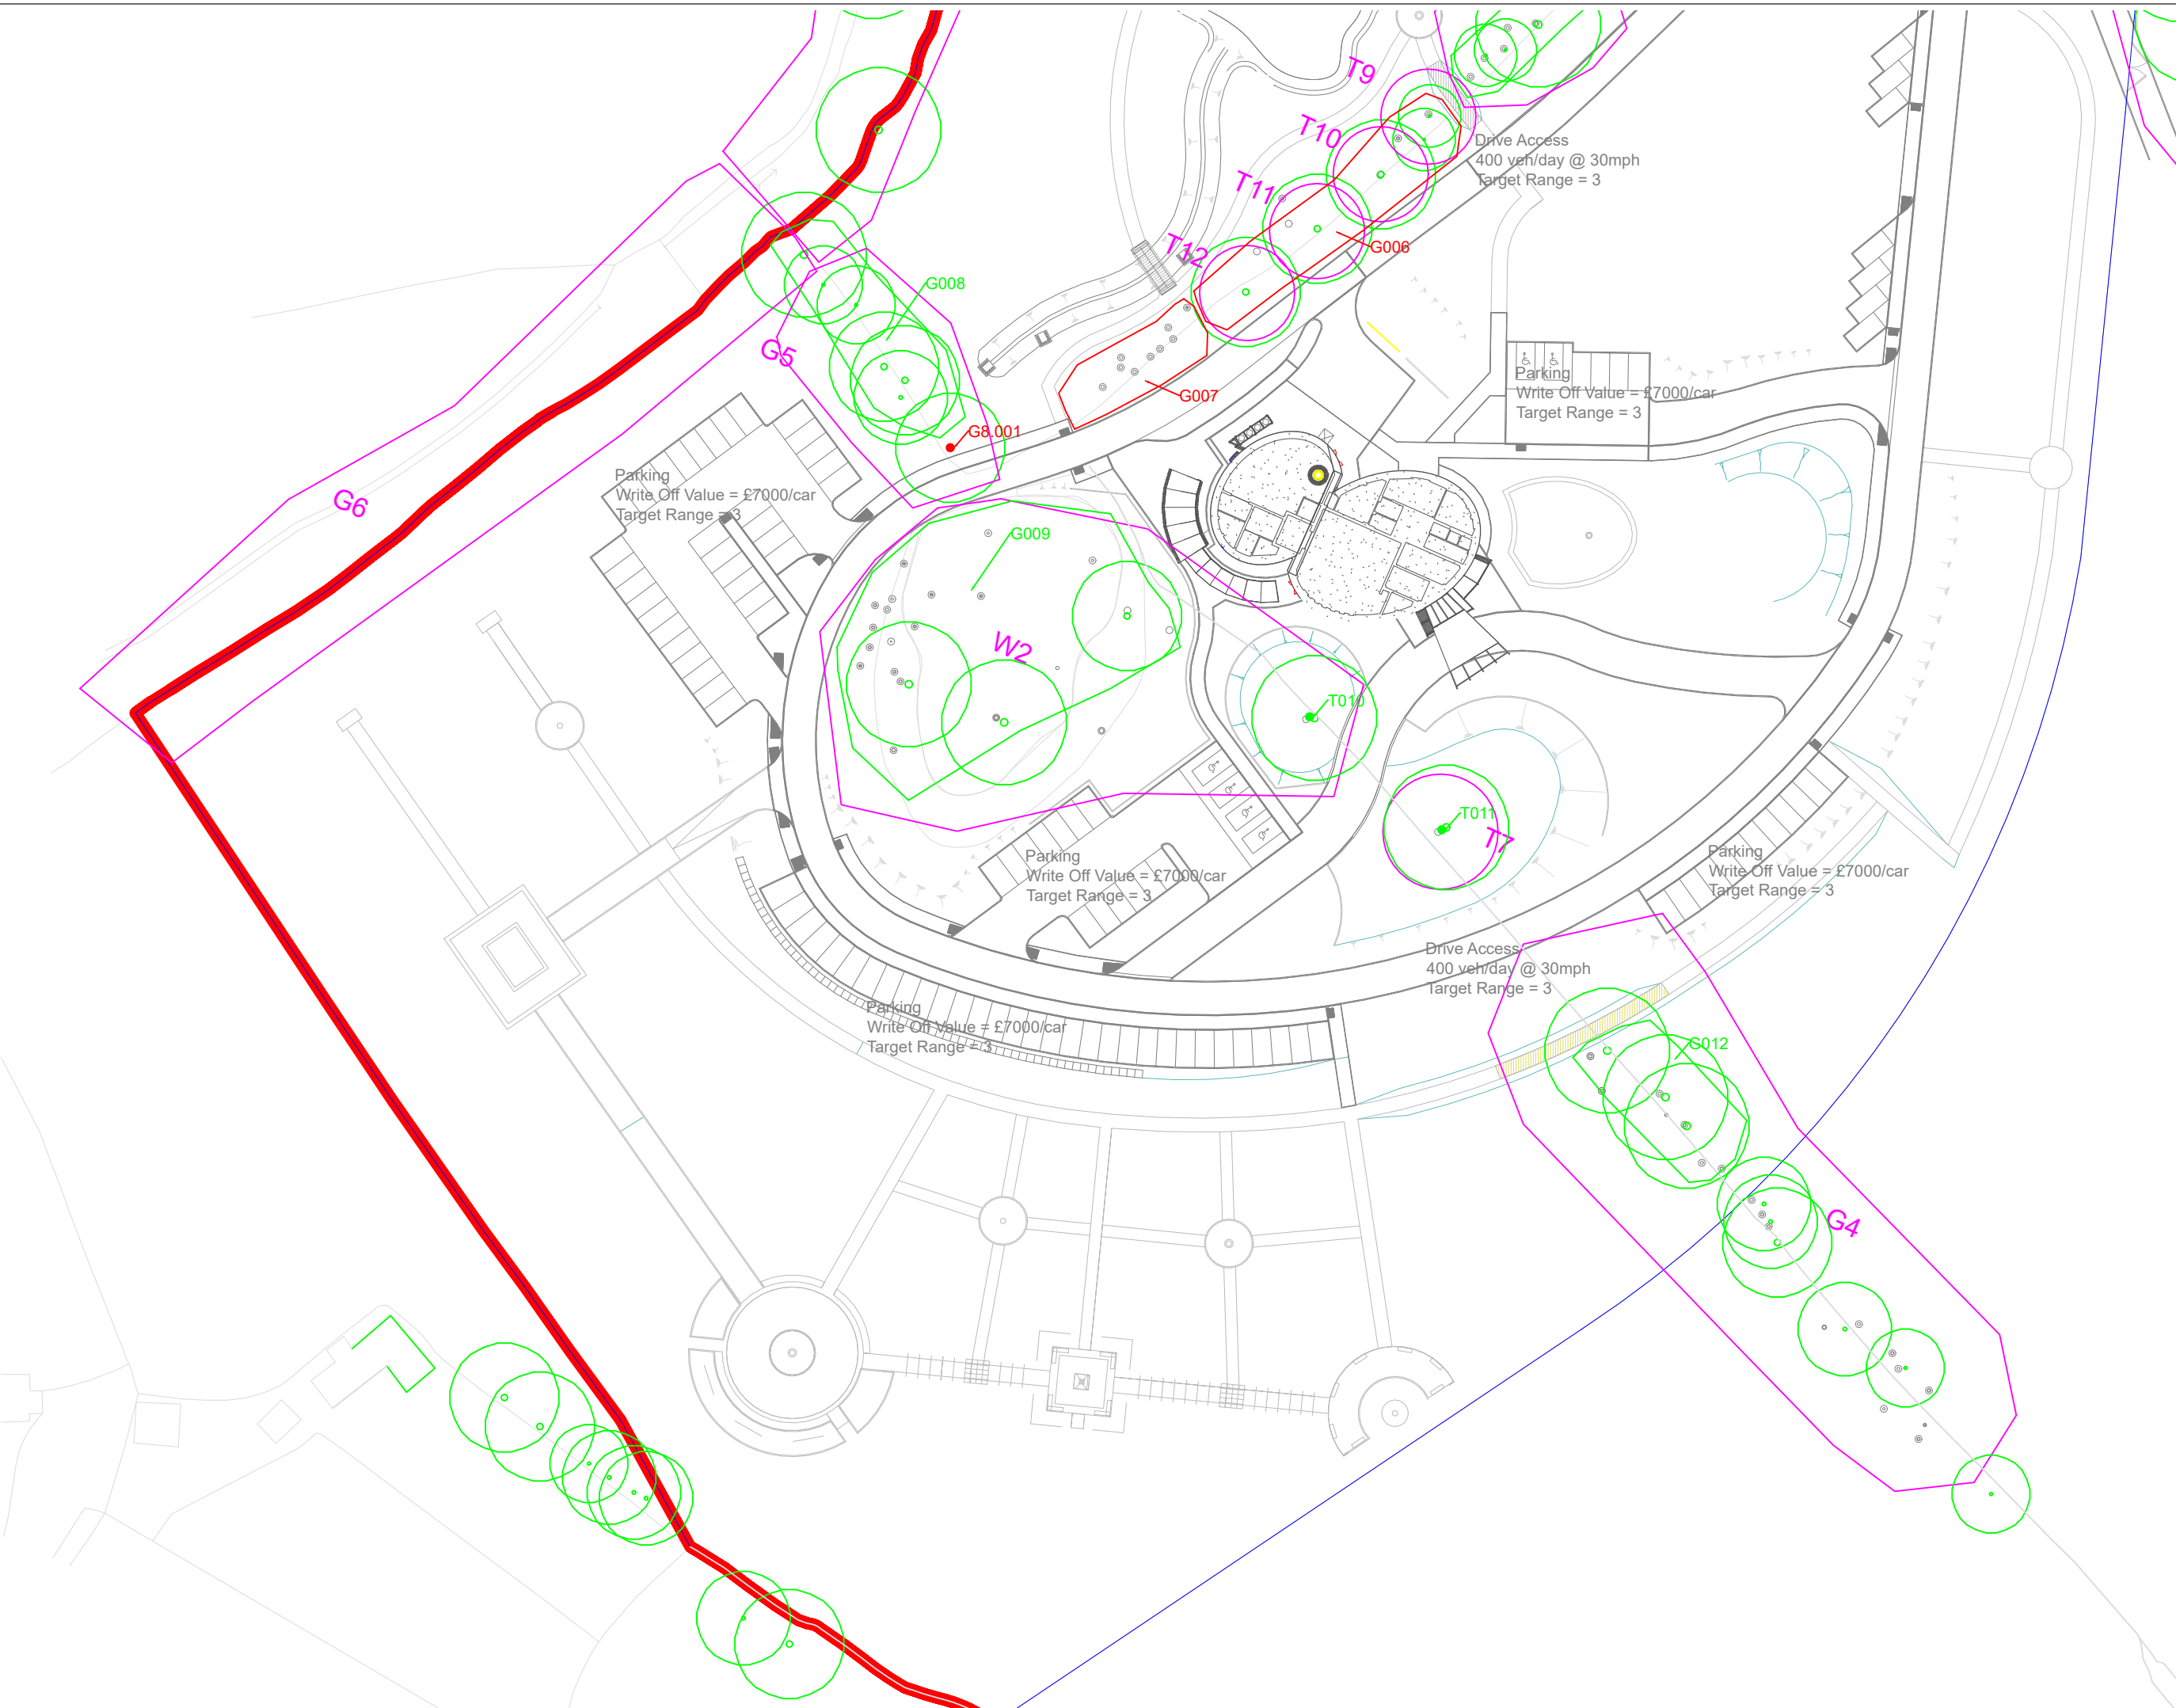 T9
T10
Drive Access
400 veh/day @ 30mph
Target Range = 3
T11
T12
G006
G008
G5
Parking
Write Off Value = £7000/car
Target Range = 3
G007
G8.001
Parking
Write Off Value = £7000/car
Target Range = 3
G6
G009
W2
T010
T011
T7
Parking
Write Off Value = £7000/car
Target Range = 3
Parking
Write Off Value = £7000/car
Target Range = 3
Drive Access
400 veh/day @ 30mph
Target Range = 3
Parking
Write Off Value = £7000/car
Target Range = 3
G012
G4